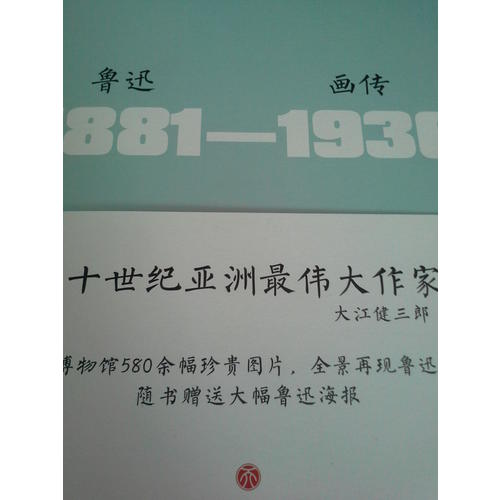 鲁迅 画传
1881—1936
十世纪亚洲最伟大作家
大江健三郎
博物馆580余幅珍贵图片，全景再现鲁迅
随书赠送大幅鲁迅海报